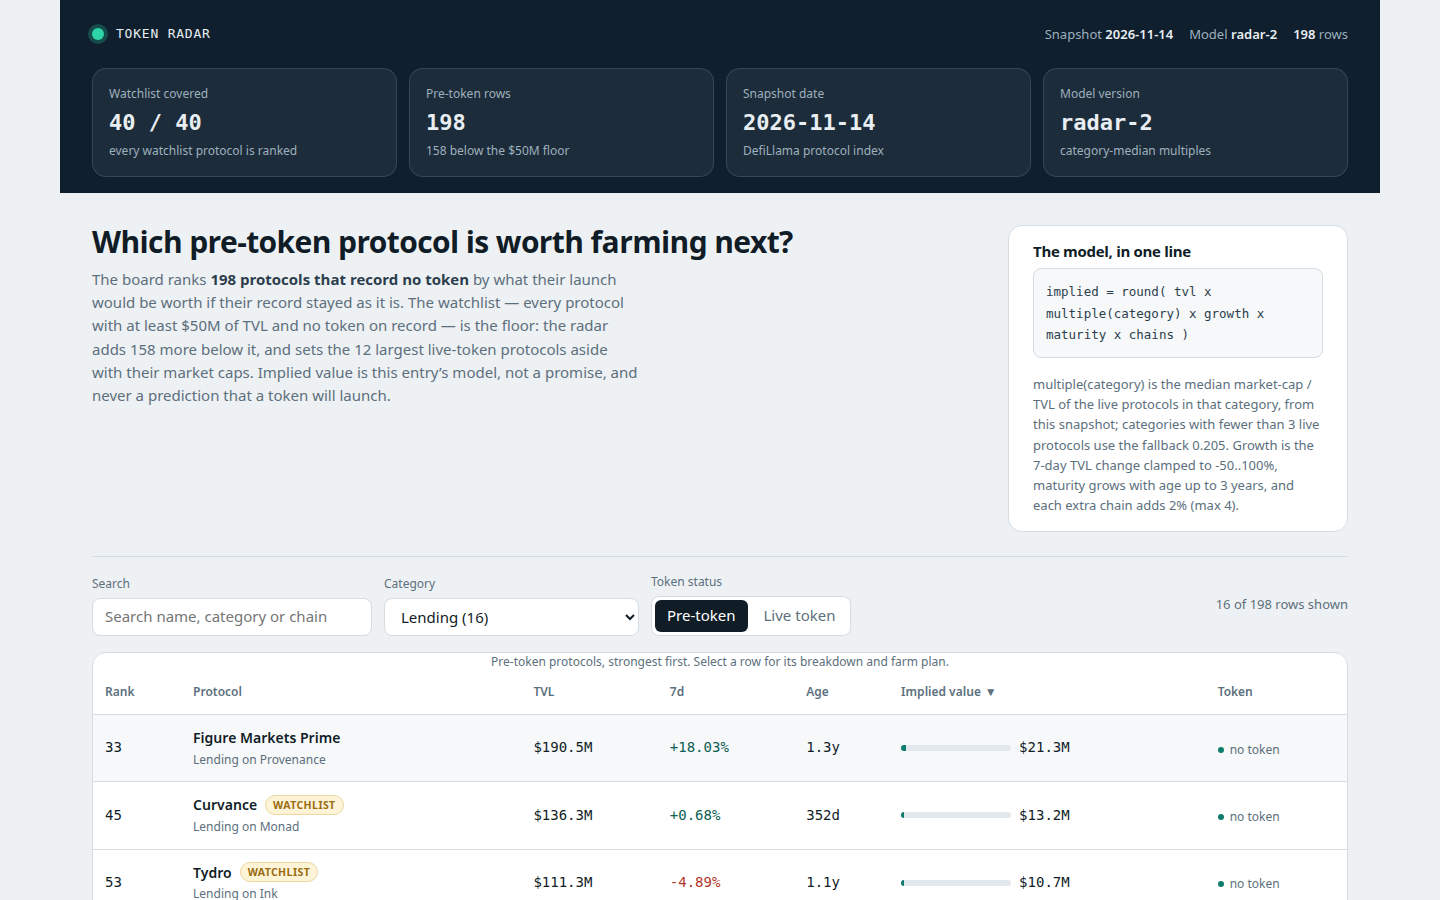 TOKEN RADAR
Snapshot 2026-11-14 Model radar-2 198 rows
Watchlist covered
40 / 40
every watchlist protocol is ranked
Pre-token rows
198
158 below the $50M floor
Snapshot date
2026-11-14
DefiLlama protocol index
Model version
radar-2
category-median multiples
Which pre-token protocol is worth farming next?
The board ranks 198 protocols that record no token by what their launch
would be worth if their record stayed as it is. The watchlist — every protocol
with at least $50M of TVL and no token on record — is the floor: the radar
adds 158 more below it, and sets the 12 largest live-token protocols aside
with their market caps. Implied value is this entry’s model, not a promise, and
never a prediction that a token will launch.
The model, in one line
implied = round( tvl x
multiple(category) x growth x
maturity x chains )
multiple(category) is the median market-cap /
TVL of the live protocols in that category, from
this snapshot; categories with fewer than 3 live
protocols use the fallback 0.205. Growth is the
7-day TVL change clamped to -50..100%,
maturity grows with age up to 3 years, and
each extra chain adds 2% (max 4).
Search
Search name, category or chain
Category
Lending (16)
Token status
Pre-token Live token
16 of 198 rows shown
Pre-token protocols, strongest first. Select a row for its breakdown and farm plan.
Rank Protocol TVL 7d Age Implied value ▼ Token
33 Figure Markets Prime $190.5M +18.03% 1.3y $21.3M no token
Lending on Provenance
45 Curvance WATCHLIST $136.3M +0.68% 352d $13.2M no token
Lending on Monad
53 Tydro WATCHLIST $111.3M -4.89% 1.1y $10.7M no token
Lending on Ink